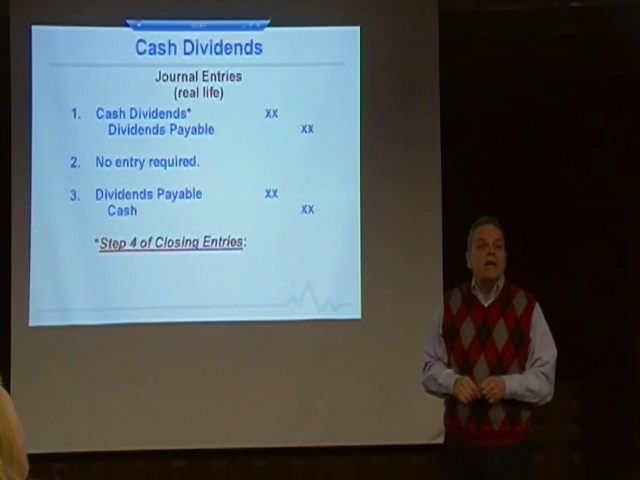 Cash Dividends
Journal Entries
(real life)
1. Cash Dividends* xx
Dividends Payable xx
2. No entry required.
3. Dividends Payable xx
Cash xx
*Step 4 of Closing Entries: